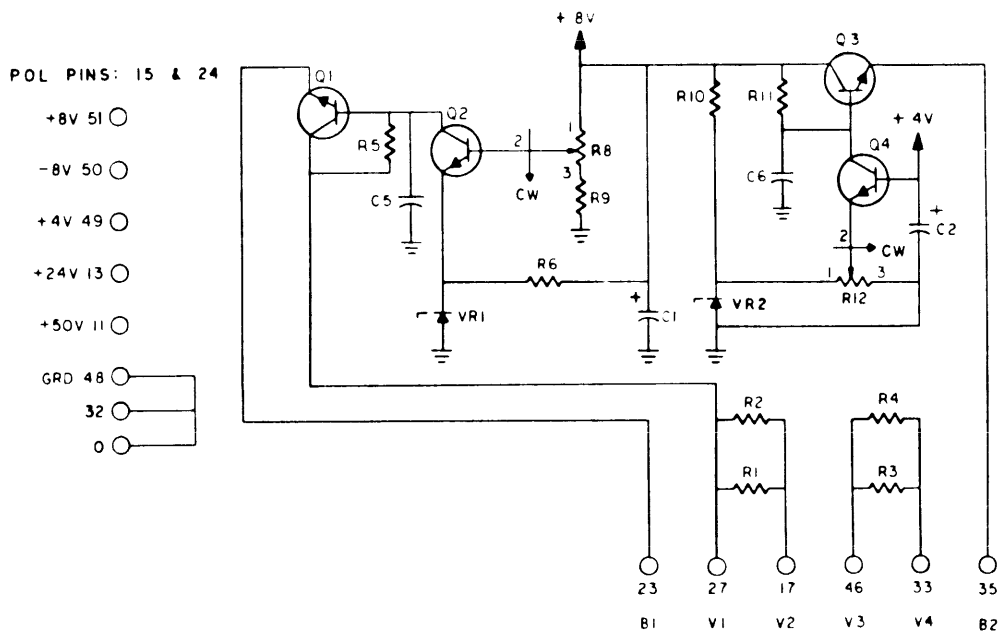 + 8V
Q3
POL PINS: 15 & 24
Q1
+8V 51
R10
R11
+ 4V
Q2
Q4
R5
1
2
R8
-8V 50
3
CW
C6
C5
R9
+
C2
+4V 49
2
CW
R6
1
3
+24V 13
R12
+
VR2
VR1
C1
+50V 11
GRD 48
R2
R4
32
0
R1
R3
23
27
17
46
33
35
B1
V1
V2
V3
V4
B2